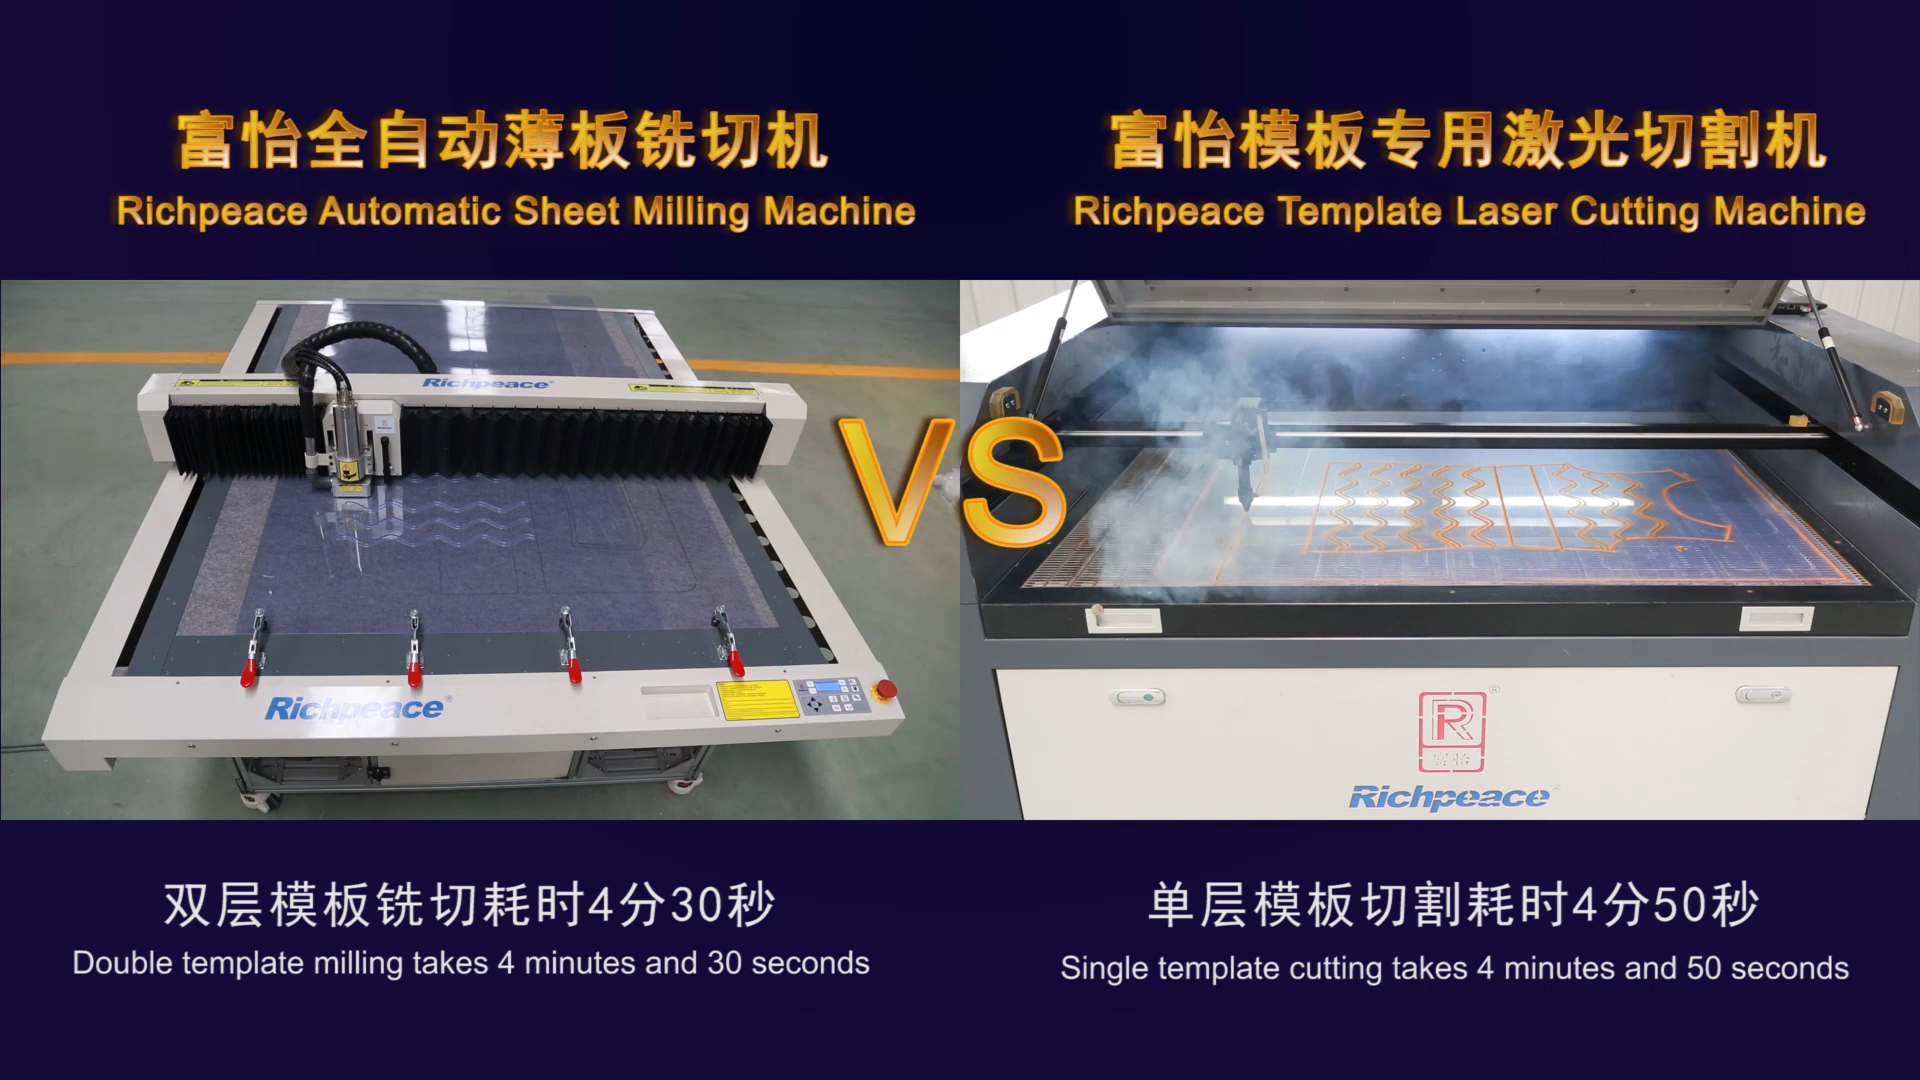 富怡全自动薄板铣切机
Richpeace Automatic Sheet Milling Machine
富怡模板专用激光切割机
Richpeace Template Laser Cutting Machine
Richpeace®
VS
Richpeace®
R®
富怡
Richpeace®
双层模板铣切耗时4分30秒
Double template milling takes 4 minutes and 30 seconds
单层模板切割耗时4分50秒
Single template cutting takes 4 minutes and 50 seconds